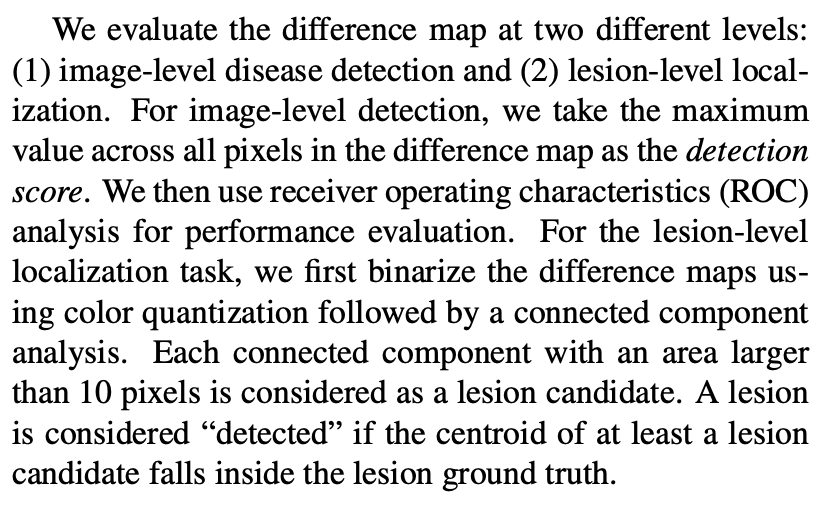 We evaluate the difference map at two different levels:
(1) image-level disease detection and (2) lesion-level local-
ization. For image-level detection, we take the maximum
value across all pixels in the difference map as the detection
score. We then use receiver operating characteristics (ROC)
analysis for performance evaluation. For the lesion-level
localization task, we first binarize the difference maps us-
ing color quantization followed by a connected component
analysis. Each connected component with an area larger
than 10 pixels is considered as a lesion candidate. A lesion
is considered “detected” if the centroid of at least a lesion
candidate falls inside the lesion ground truth.